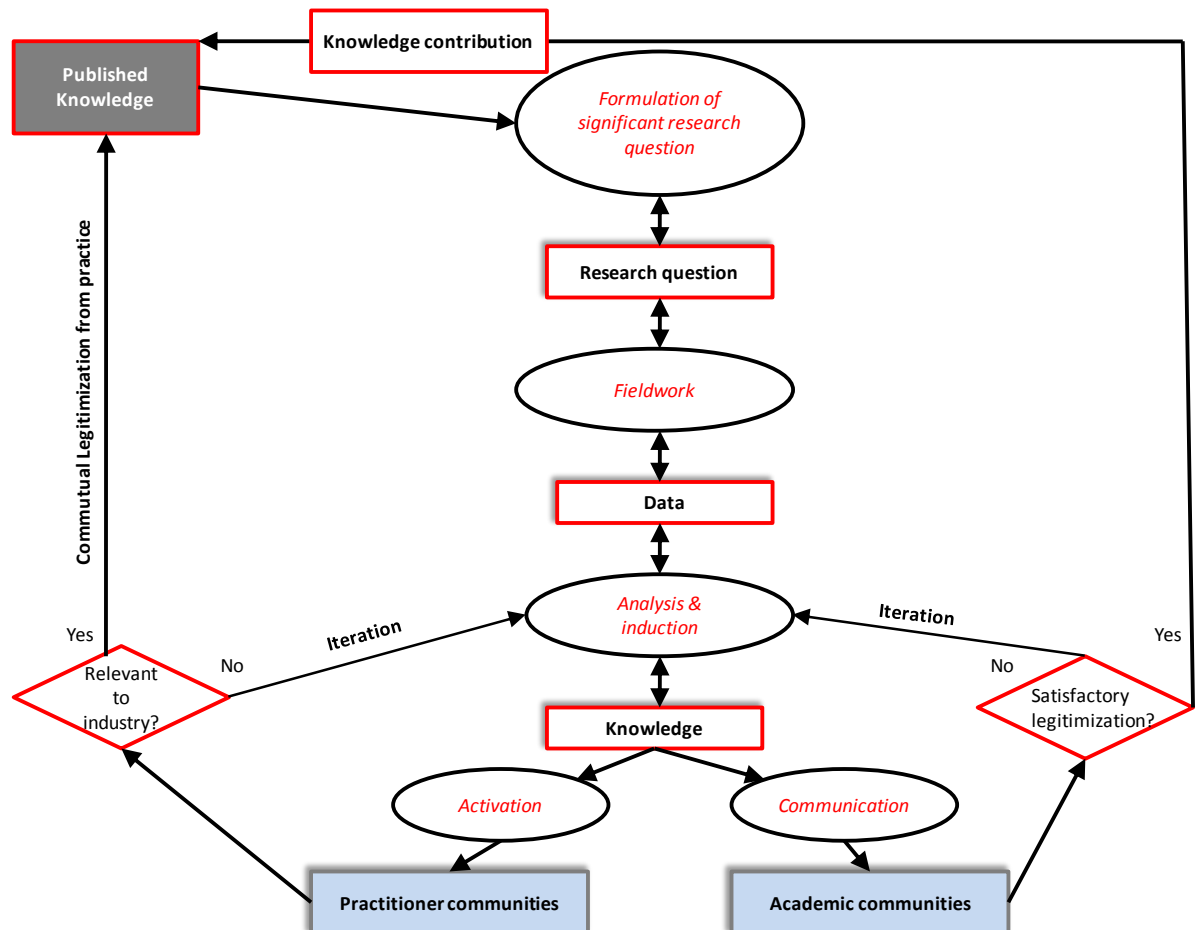 Knowledge contribution
Published
Knowledge
Formulation of
significant research
question
Research question
Commutual Legitimization from practice
Fieldwork
Data
Analysis &
induction
Iteration
Iteration
Yes
No
Relevant
to
industry?
Yes
No
Satisfactory
legitimization?
Knowledge
Activation
Communication
Practitioner communities
Academic communities